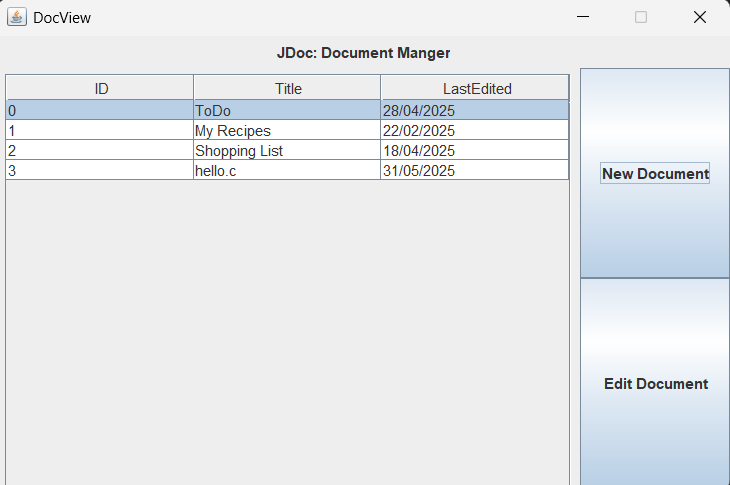 DocView
JDoc: Document Manger
ID Title LastEdited
0 ToDo 28/04/2025
1 My Recipes 22/02/2025
2 Shopping List 18/04/2025
3 hello.c 31/05/2025
New Document
Edit Document